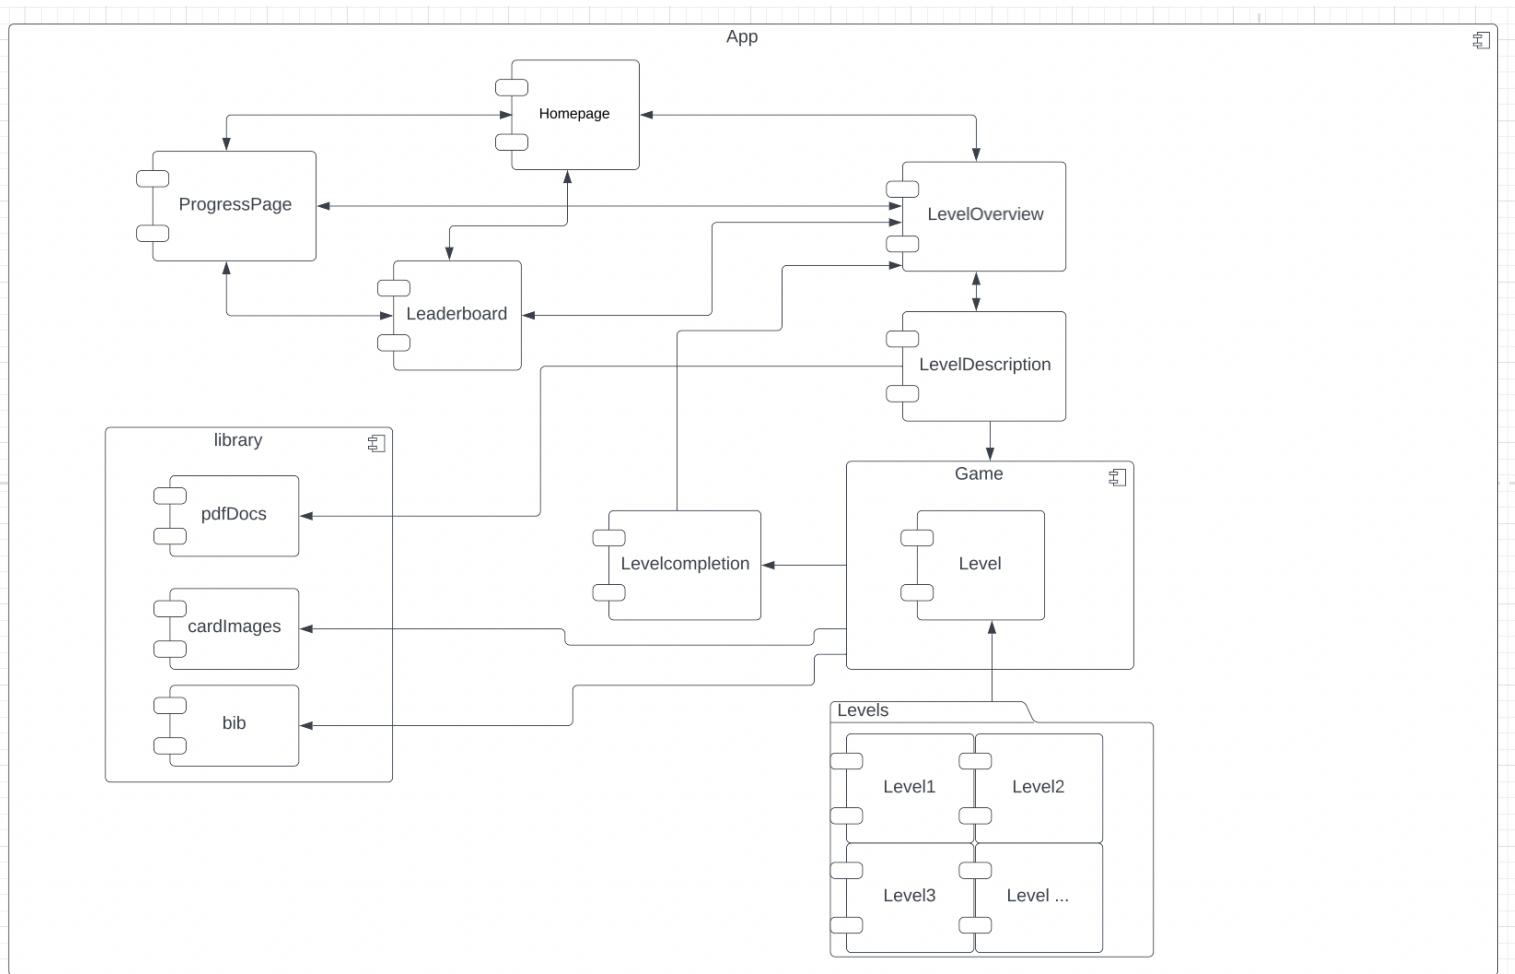 App
Homepage
ProgressPage
LevelOverview
Leaderboard
LevelDescription
library
Game
pdfDocs
Levelcompletion
Level
cardImages
bib
Levels
Level1
Level2
Level3
Level ...